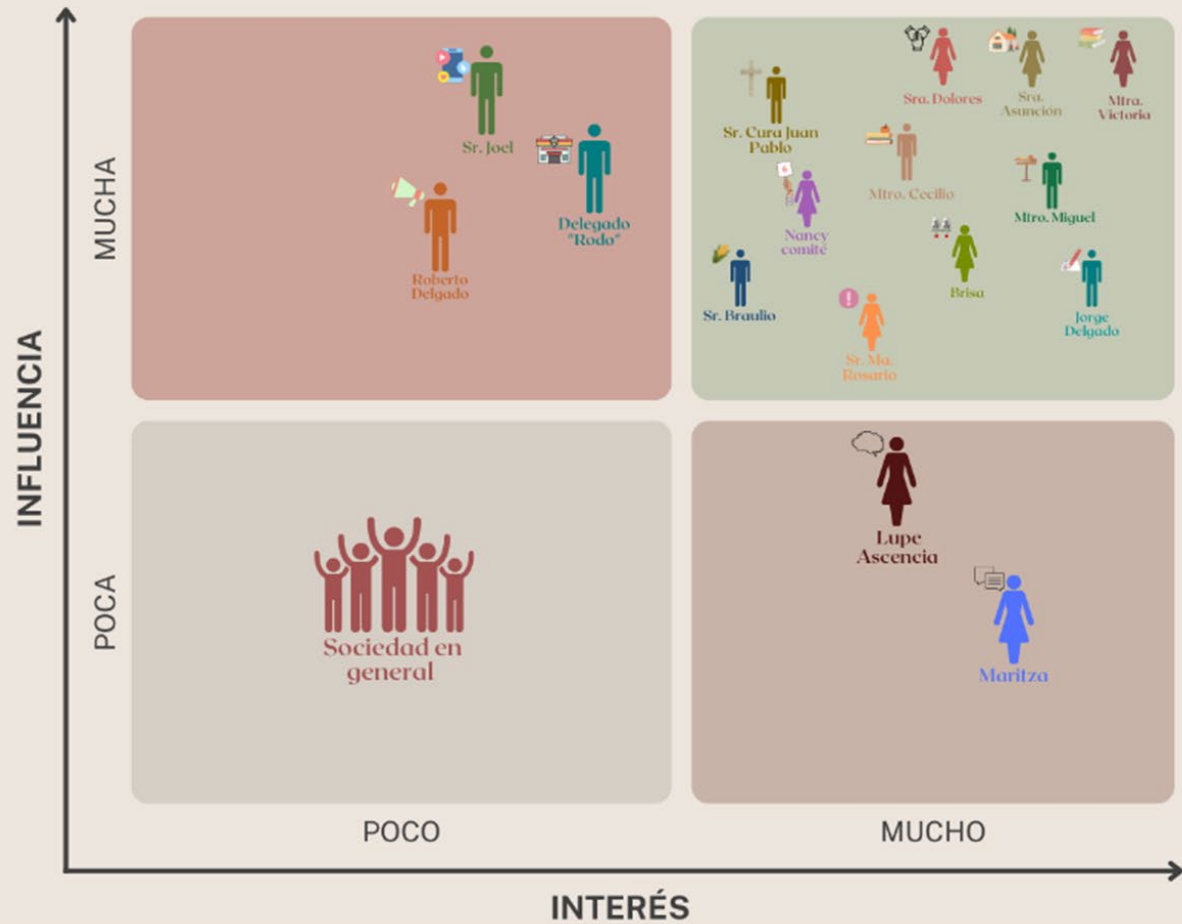 INFLUENCIA
MUCHA
POCA
Sr. Joel
Delegado
"Rodo"
Roberto
Delgado
Sr. Cura Juan
Pablo
Sra. Dolores
Sra.
Asunción
Mtra.
Victoria
Mtro. Cecilio
Mtro. Miguel
Nancy
comité
Brisa
Sr. Braulio
Jorge
Delgado
Sr. Ma.
Rosario
Sociedad en
general
Lupe
Ascencia
Maritza
POCO
MUCHO
INTERÉS